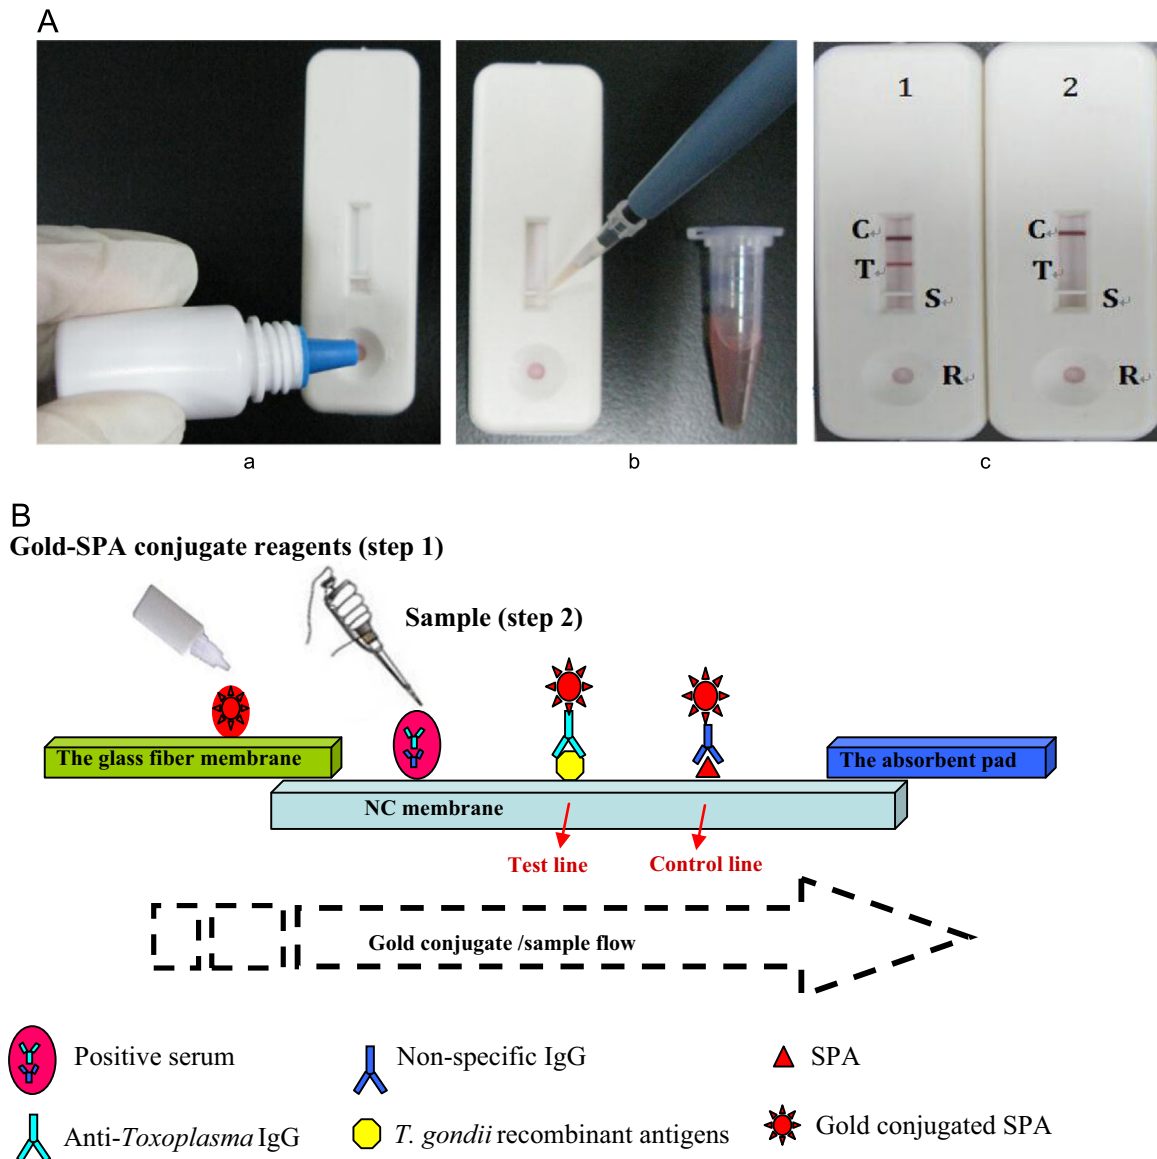 A
a
b
1
2
C↵
C↵
T↵
T↵
S↵
S↵
R↵
R↵
c
B
Gold-SPA conjugate reagents (step 1)
Sample (step 2)
The glass fiber membrane
The absorbent pad
NC membrane
Test line
Control line
Gold conjugate /sample flow
Positive serum
Non-specific IgG
SPA
Anti-Toxoplasma IgG
T. gondii recombinant antigens
Gold conjugated SPA